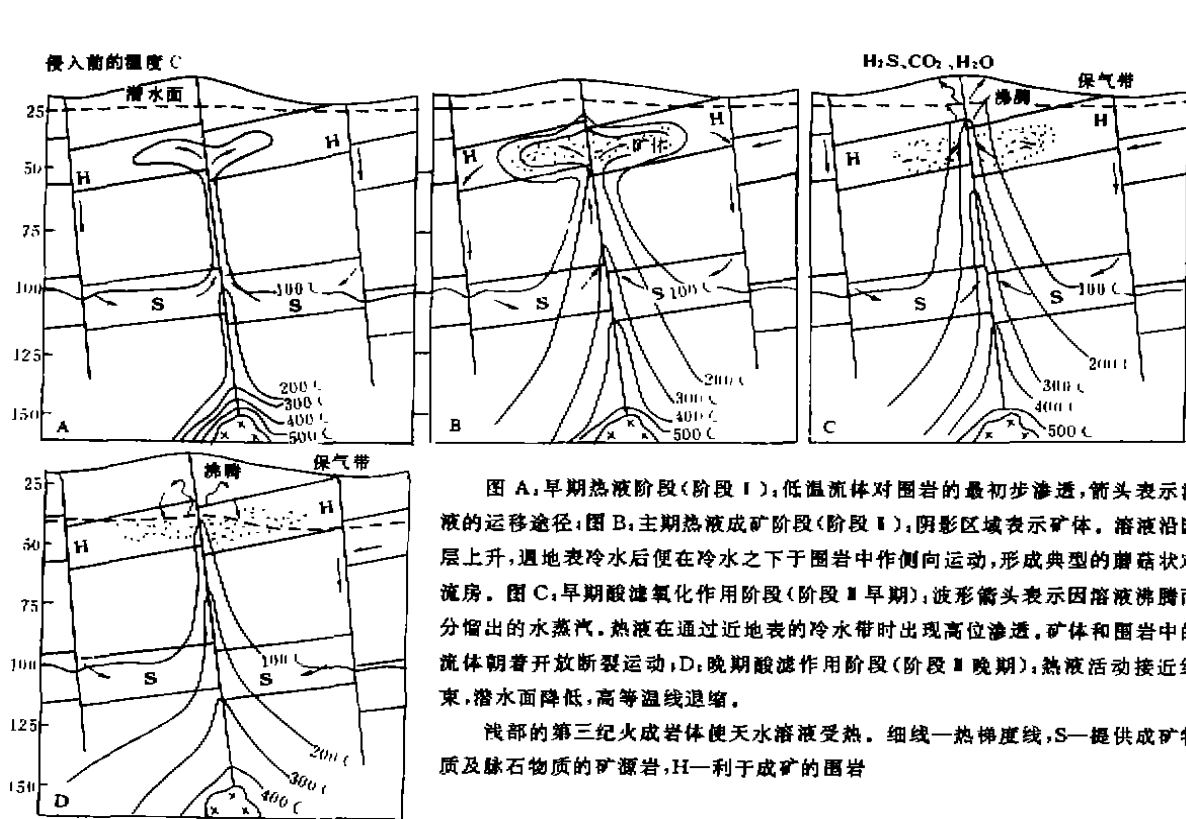 侵入前的温度 C
潜水面
25
50
75
100
125
150
H
H
S
S
100℃
200℃
300℃
400℃
500℃
A
H
H
矿体
S
100℃
200℃
300℃
400℃
500℃
B
H₂S、CO₂、H₂O
沸腾
保气带
H
H
S
S
100℃
200℃
300℃
400℃
500℃
C
沸腾
保气带
25
50
75
100
125
150
H
H
S
S
100℃
200℃
300℃
400℃
D
图 A:早期热液阶段(阶段Ⅰ):低温流体对围岩的最初步渗透,箭头表示
液的运移途径;图 B:主期热液成矿阶段(阶段Ⅱ):阴影区域表示矿体。溶液沿
层上升,遇地表冷水后便在冷水之下于围岩中作侧向运动,形成典型的蘑菇状
流房。图 C:早期酸滤氧化作用阶段(阶段Ⅲ早期):波形箭头表示因溶液沸腾
分馏出的水蒸汽。热液在通过近地表的冷水带时出现高位渗透,矿体和围岩中的
流体朝着开放断裂运动;D:晚期酸滤作用阶段(阶段Ⅲ晚期):热液活动接近
束,潜水面降低,高等温线退缩。
浅部的第三纪火成岩体使天水溶液受热。细线—热梯度线,S—提供成矿
质及脉石物质的矿源岩,H—利于成矿的围岩